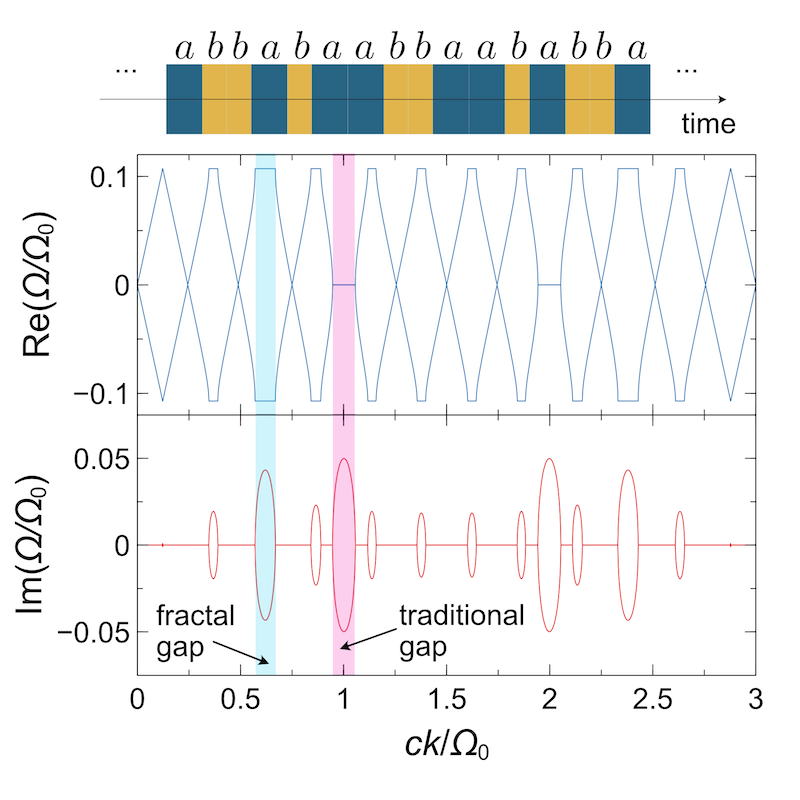 a b b a b a a b b a a b a b b a
... ...
time
Re(Ω/Ω₀)
0.1
0
−0.1
Im(Ω/Ω₀)
0.05
0
−0.05
fractal
gap
traditional
gap
0 0.5 1 1.5 2 2.5 3
ck/Ω₀